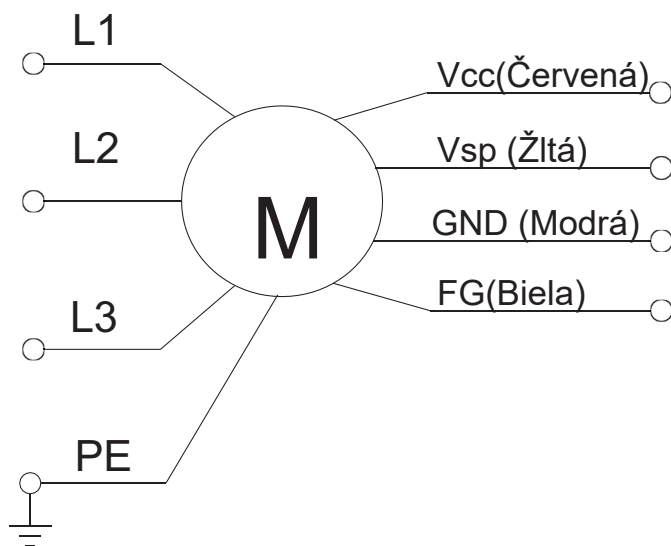 L1
L2
L3
PE
M
Vcc(Červená)
Vsp (Žltá)
GND (Modrá)
FG(Biela)